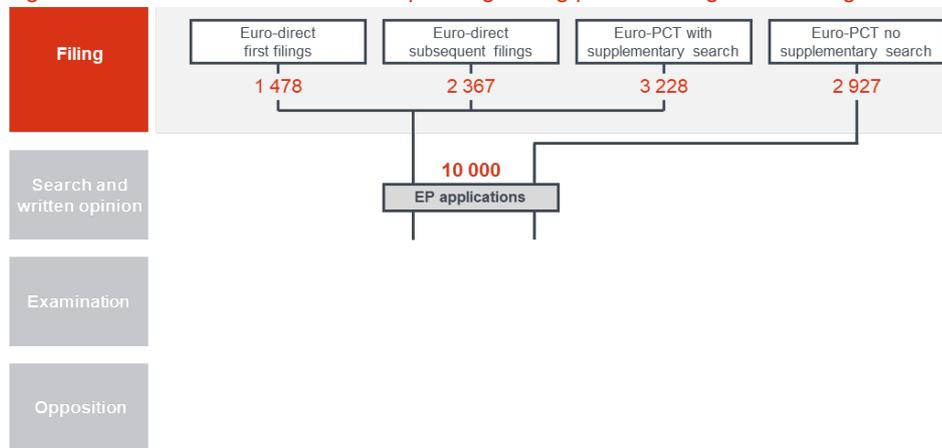 Filing
Euro-direct
first filings
Euro-direct
subsequent filings
Euro-PCT with
supplementary search
Euro-PCT no
supplementary search
1 478
2 367
3 228
2 927
10 000
EP applications
Search and
written opinion
Examination
Opposition